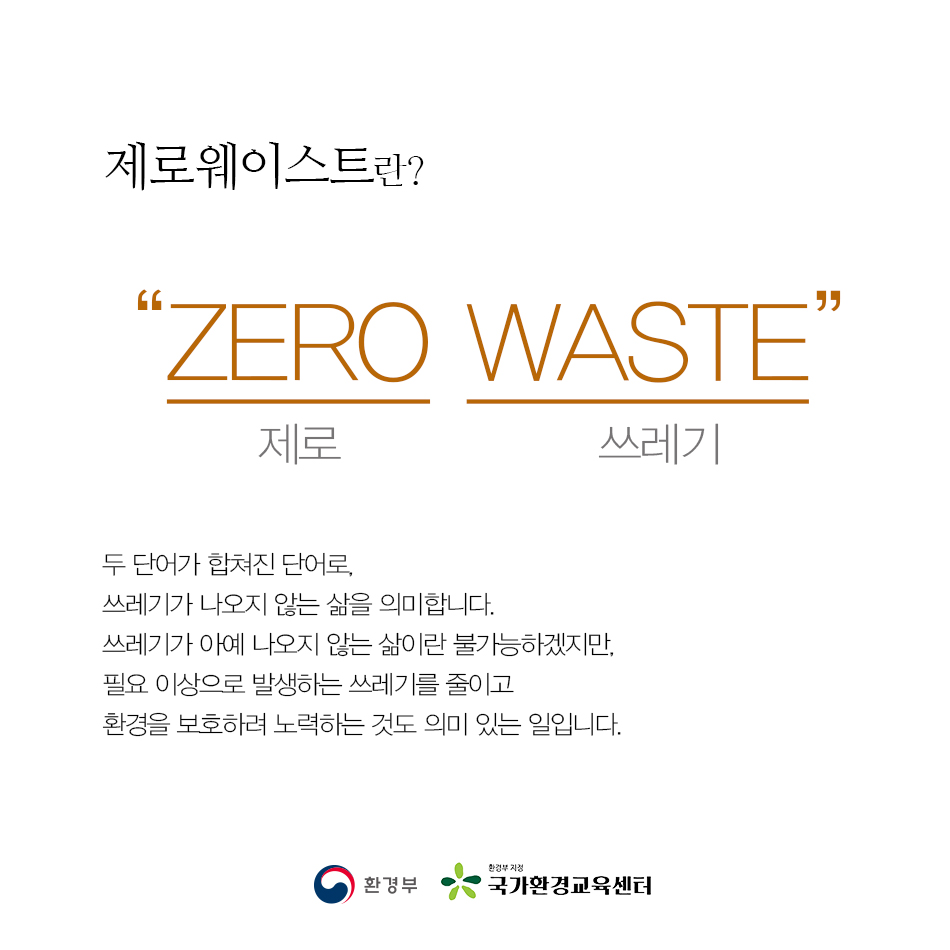 제로웨이스트란?
“ZERO WASTE”
제로 쓰레기
두 단어가 합쳐진 단어로,
쓰레기가 나오지 않는 삶을 의미합니다.
쓰레기가 아예 나오지 않는 삶이란 불가능하겠지만,
필요 이상으로 발생하는 쓰레기를 줄이고
환경을 보호하려 노력하는 것도 의미 있는 일입니다.
환경부
환경부 지정
국가환경교육센터